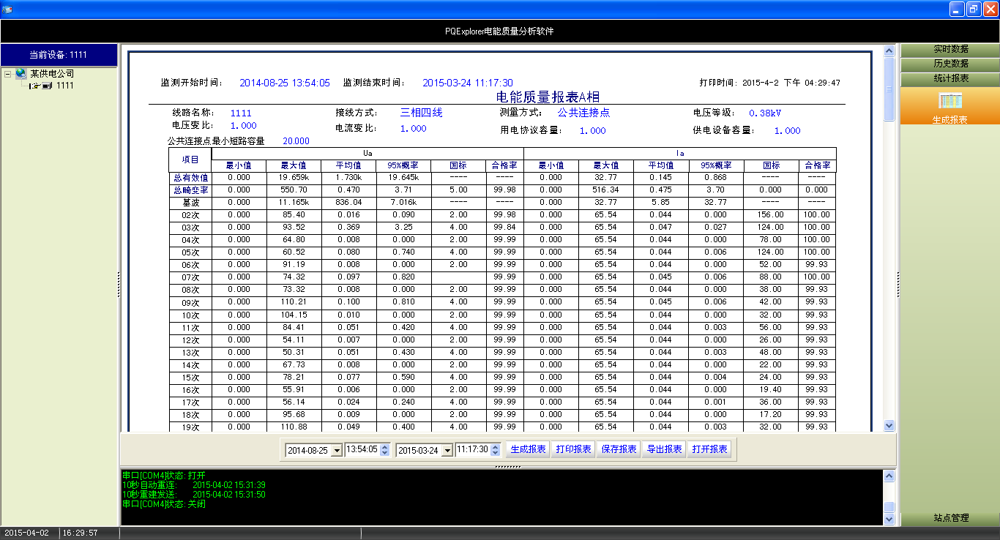 PQExplorer电能质量分析软件
当前设备: 1111
某供电公司
1111
监测开始时间: 2014-08-25 13:54:05 监测结束时间: 2015-03-24 11:17:30 打印时间: 2015-4-2 下午 04:29:47
电能质量报表A相
线路名称: 1111 接线方式: 三相四线 测量方式: 公共连接点 电压等级: 0.38kV
电压变比: 1.000 电流变比: 1.000 用电协议容量: 1.000 供电设备容量: 1.000
公共连接点最小短路容量 20.000
项目 Ua Ia
最小值 最大值 平均值 95%概率 国标 合格率 最小值 最大值 平均值 95%概率 国标 合格率
总有效值 0.000 19.659k 1.730k 19.645k ---- ---- 0.000 32.77 0.145 0.868 ---- ----
总畸变率 0.000 550.70 0.470 3.71 5.00 99.98 0.000 516.34 0.475 3.70 0.000 0.000
基波 0.000 11.165k 836.04 7.016k ---- ---- 0.000 32.77 5.85 32.77 ---- ----
02次 0.000 85.40 0.016 0.090 2.00 99.98 0.000 65.54 0.044 0.000 156.00 100.00
03次 0.000 93.52 0.369 3.25 4.00 99.84 0.000 65.54 0.047 0.027 124.00 100.00
04次 0.000 64.80 0.008 0.000 2.00 99.99 0.000 65.54 0.044 0.000 78.00 100.00
05次 0.000 60.52 0.080 0.740 4.00 99.99 0.000 65.54 0.044 0.006 124.00 100.00
06次 0.000 91.19 0.008 0.000 2.00 99.99 0.000 65.54 0.044 0.000 52.00 99.93
07次 0.000 74.32 0.097 0.820 99.99 0.000 65.54 0.045 0.006 88.00 100.00
08次 0.000 73.32 0.008 0.000 2.00 99.99 0.000 65.54 0.044 0.000 38.00 99.93
09次 0.000 110.21 0.100 0.810 4.00 99.99 0.000 65.54 0.045 0.006 42.00 99.93
10次 0.000 104.15 0.010 0.000 2.00 99.99 0.000 65.54 0.044 0.000 32.00 99.93
11次 0.000 84.41 0.051 0.420 4.00 99.99 0.000 65.54 0.044 0.003 56.00 99.93
12次 0.000 54.11 0.007 0.000 2.00 99.99 0.000 65.54 0.044 0.000 26.00 99.93
13次 0.000 50.31 0.051 0.430 4.00 99.99 0.000 65.54 0.044 0.003 48.00 99.93
14次 0.000 67.73 0.008 0.000 2.00 99.99 0.000 65.54 0.044 0.000 22.00 99.93
15次 0.000 78.21 0.077 0.590 4.00 99.99 0.000 65.54 0.044 0.004 24.00 99.93
16次 0.000 55.91 0.006 0.000 2.00 99.99 0.000 65.54 0.044 0.000 19.40 99.93
17次 0.000 56.14 0.024 0.240 4.00 99.99 0.000 65.54 0.044 0.001 36.00 99.93
18次 0.000 95.68 0.009 0.000 2.00 99.99 0.000 65.54 0.044 0.000 17.20 99.93
19次 0.000 110.88 0.049 0.400 4.00 99.99 0.000 65.54 0.044 0.003 32.00 99.93
2014-08-25 13:54:05 2015-03-24 11:17:30 生成报表 打印报表 保存报表 导出报表 打开报表
串口[COM4]状态: 打开
10秒自动重连: 2015-04-02 15:31:39
10秒重建发送: 2015-04-02 15:31:50
串口[COM4]状态: 关闭
实时数据
历史数据
统计报表
生成报表
站点管理
2015-04-02 16:29:57